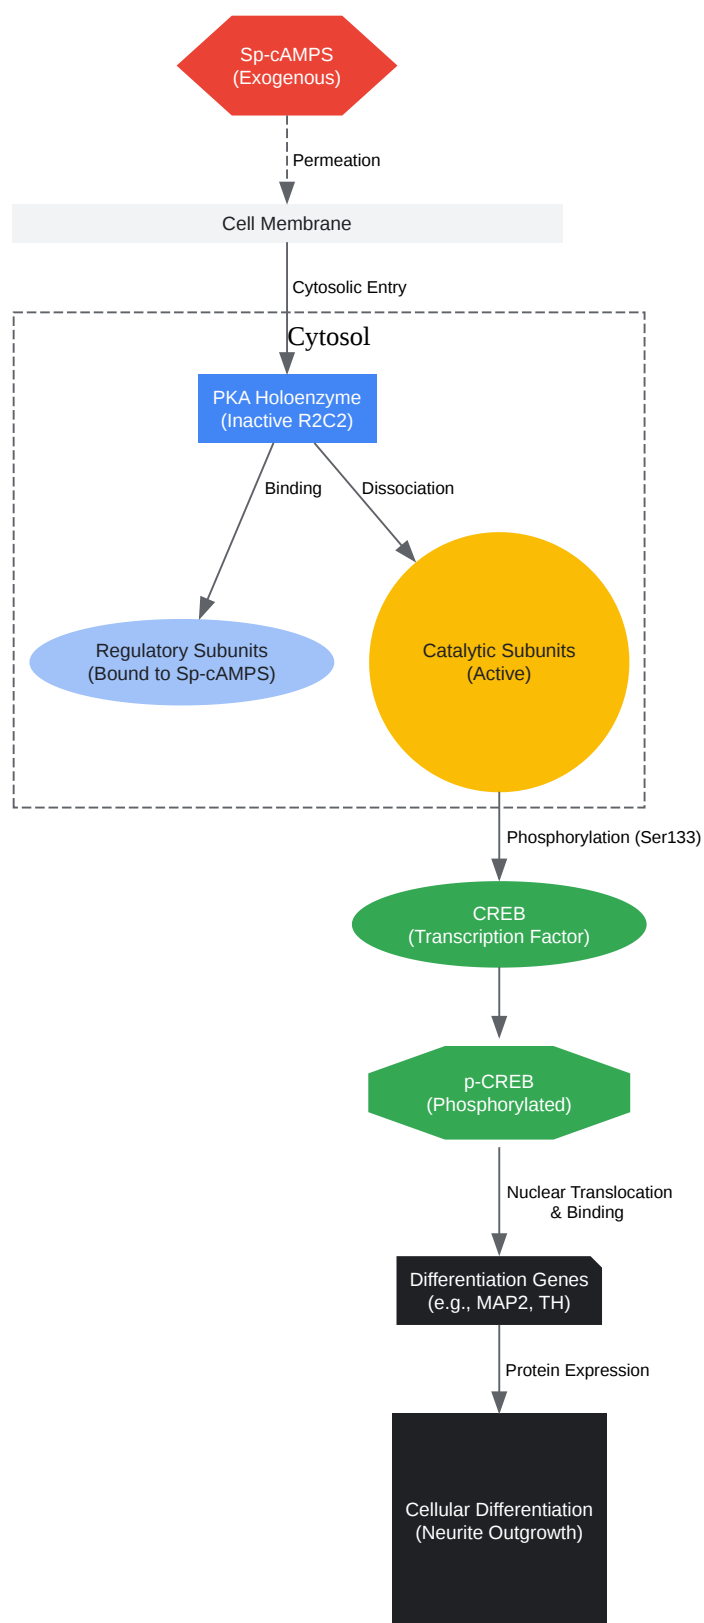 Sp-cAMPS
(Exogenous)
Permeation
Cell Membrane
Cytosolic Entry
Cytosol
PKA Holoenzyme
(Inactive R2C2)
Binding
Dissociation
Regulatory Subunits
(Bound to Sp-cAMPS)
Catalytic Subunits
(Active)
Phosphorylation (Ser133)
CREB
(Transcription Factor)
p-CREB
(Phosphorylated)
Nuclear Translocation
& Binding
Differentiation Genes
(e.g., MAP2, TH)
Protein Expression
Cellular Differentiation
(Neurite Outgrowth)